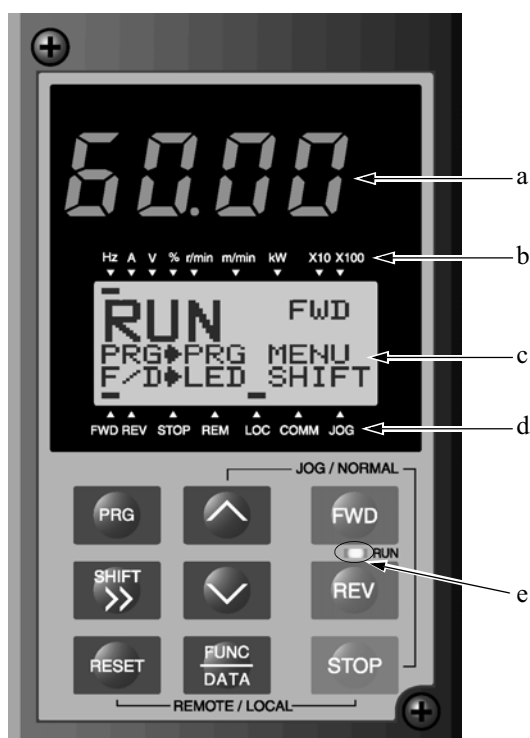 60.00
a
Hz A V % r/min m/min kW X10 X100
b
RUN FWD
PRG PRG MENU
c
F/D LED SHIFT
FWD REV STOP REM LOC COMM JOG
d
JOG / NORMAL
PRG
FWD
RUN
SHIFT
REV
e
RESET
FUNC
DATA
STOP
REMOTE / LOCAL